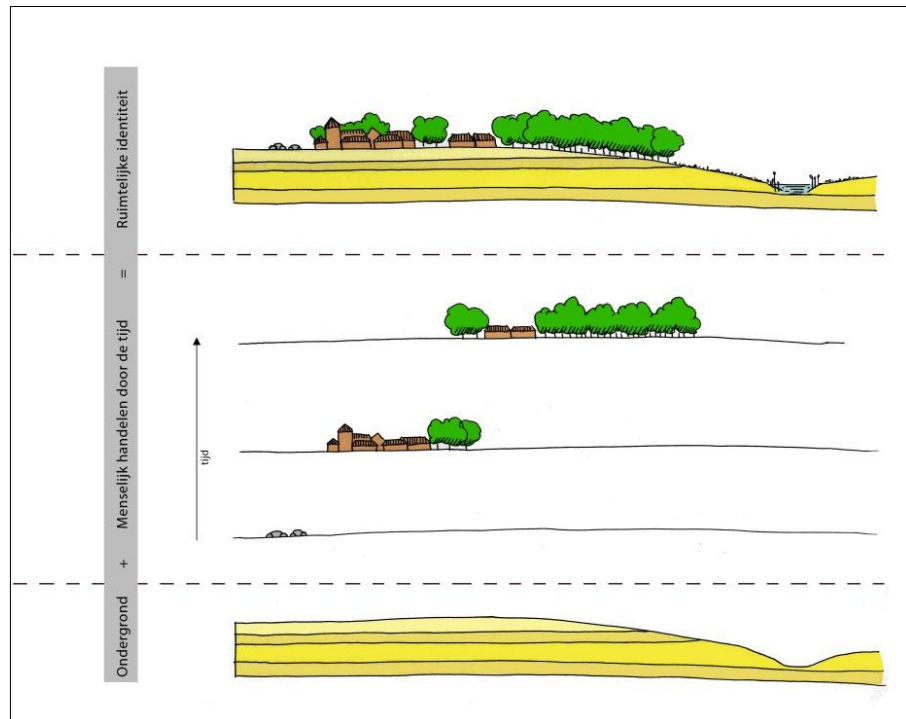 Ondergrond + Menselijk handelen door de tijd = Ruimtelijke identiteit
tijd